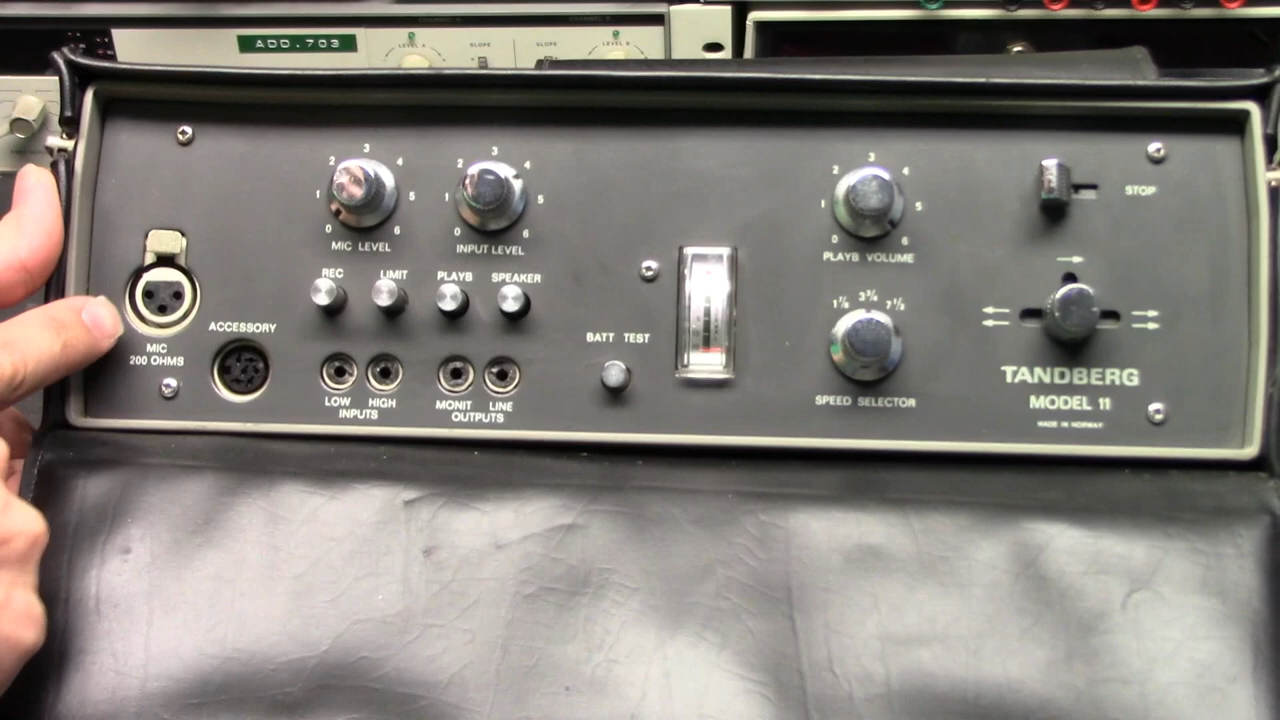 CHANNEL A
CHANNEL B
ADD.703
LEVEL A
SLOPE
SLOPE
LEVEL B
0 1 2 3 4 5 6
MIC LEVEL
0 1 2 3 4 5 6
INPUT LEVEL
REC
LIMIT
PLAYB
SPEAKER
MIC
200 OHMS
ACCESSORY
LOW
HIGH
INPUTS
MONIT
LINE
OUTPUTS
BATT TEST
0 1 2 3 4 5 6
PLAYB VOLUME
1⅞ 3¾ 7½
SPEED SELECTOR
STOP
TANDBERG
MODEL 11
MADE IN NORWAY